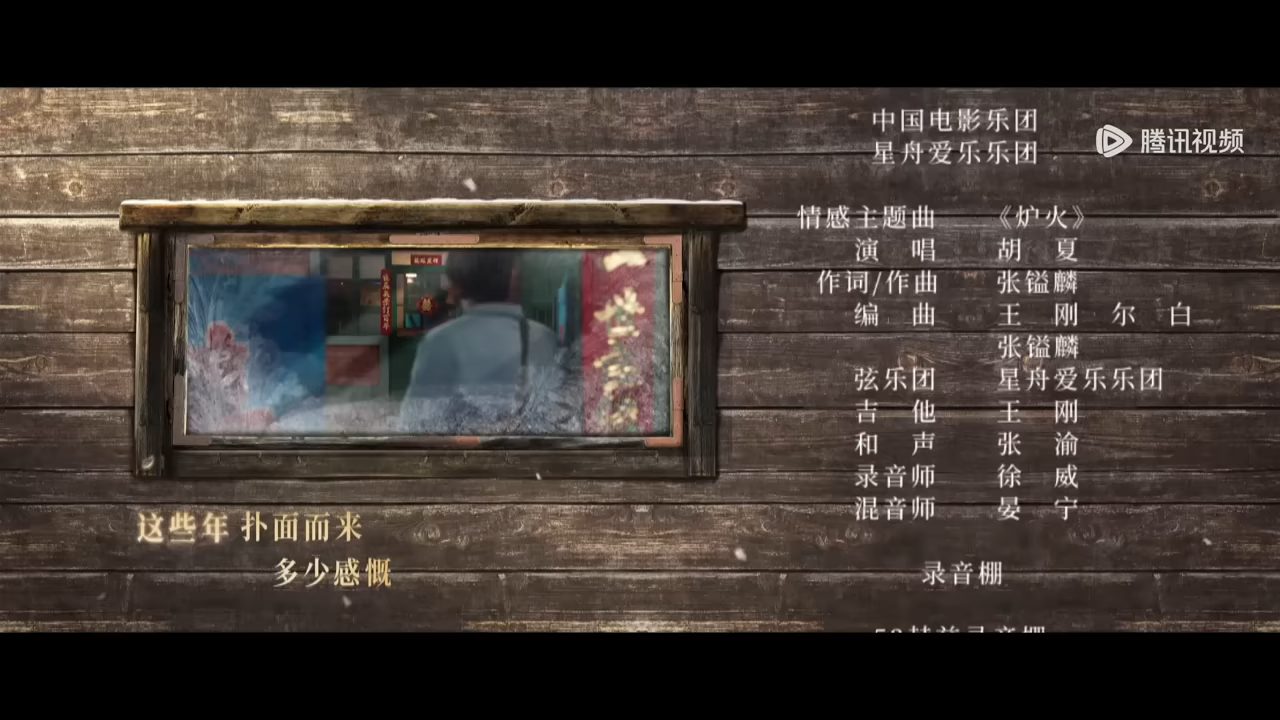 中国电影乐团
星舟爱乐乐团
腾讯视频
情感主题曲 《炉火》
演 唱 胡 夏
作词/作曲 张镒麟
编 曲 王 刚 尔 白
张镒麟
弦乐团 星舟爱乐乐团
吉 他 王 刚
和 声 张 渝
录音师 徐 威
混音师 晏 宁
录音棚
这些年 扑面而来
多少感慨